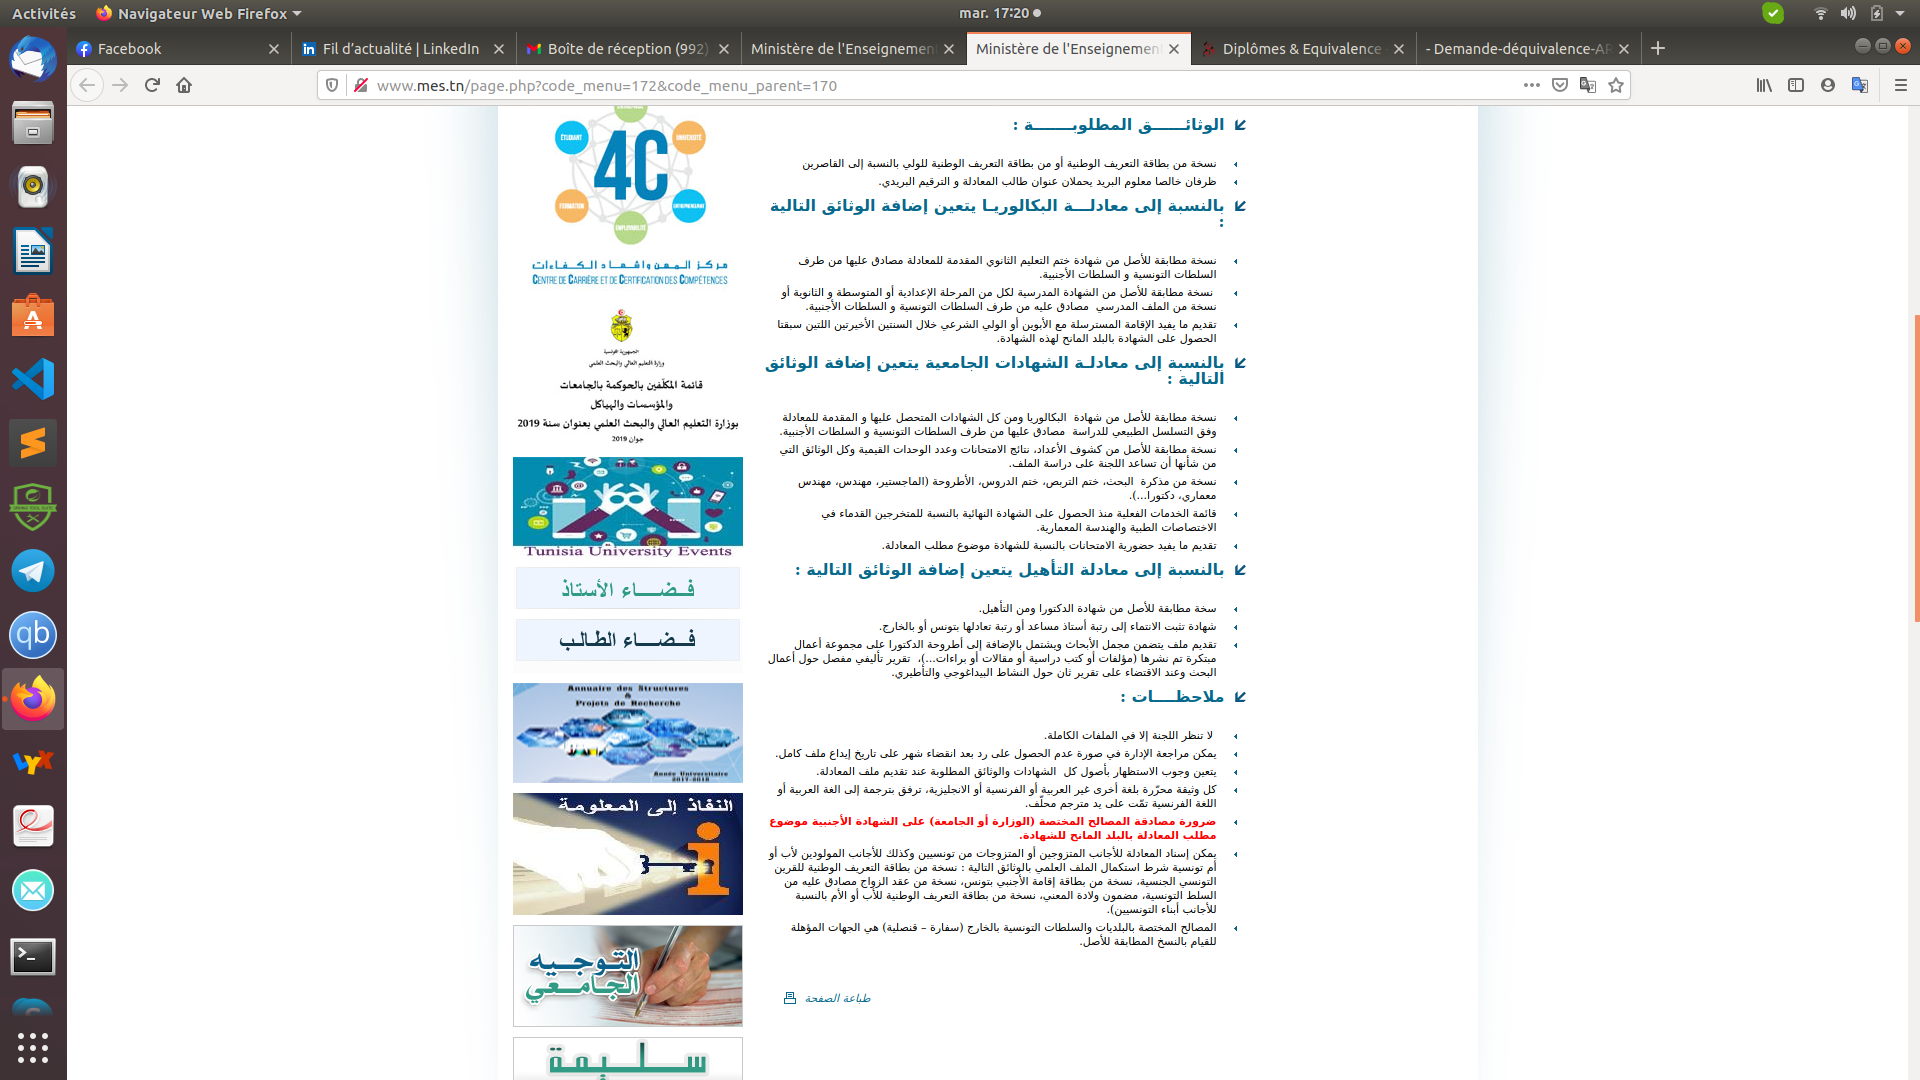 Activités
Navigateur Web Firefox
mar. 17:20
Facebook
Fil d'actualité | LinkedIn
Boîte de réception (992)
Ministère de l'Enseignemen
Ministère de l'Enseignemen
Diplômes & Equivalence
- Demande-déquivalence-AR
www.mes.tn/page.php?code_menu=172&code_menu_parent=170
ÉTUDIANT
UNIVERSITÉ
4C
FORMATION
ENTREPRENEURIAT
EMPLOYABILITÉ
مركز المهن وإشهاد الكفاءات
CENTRE DE CARRIÈRE ET DE CERTIFICATION DES COMPÉTENCES
الجمهورية التونسية
وزارة التعليم العالي والبحث العلمي
قائمة المكلّفين بالحوكمة بالجامعات
والمؤسسات والهياكل
بوزارة التعليم العالي والبحث العلمي بعنوان سنة 2019
جوان 2019
Tunisia University Events
فــضـــــاء الأستاذ
فــضـــــاء الطـالـب
Annuaire des Structures
&
Projets de Recherche
Année Universitaire
2017-2018
النفاذ إلى المعلومة
التوجيه
الجامعي
سـلـيـمـة
الوثائــــــق المطلوبـــــــة :
نسخة من بطاقة التعريف الوطنية أو من بطاقة التعريف الوطنية للولي بالنسبة إلى القاصرين
ظرفان خالصا معلوم البريد يحملان عنوان طالب المعادلة و الترقيم البريدي.
بالنسبة إلى معادلـــة البكالوريـا يتعين إضافة الوثائق التالية
:
نسخة مطابقة للأصل من شهادة ختم التعليم الثانوي المقدمة للمعادلة مصادق عليها من طرف
السلطات التونسية و السلطات الأجنبية.
نسخة مطابقة للأصل من الشهادة المدرسية لكل من المرحلة الإعدادية أو المتوسطة و الثانوية أو
نسخة من الملف المدرسي  مصادق عليه من طرف السلطات التونسية و السلطات الأجنبية.
تقديم ما يفيد الإقامة المسترسلة مع الأبوين أو الولي الشرعي خلال السنتين الأخيرتين اللتين سبقتا
الحصول على الشهادة بالبلد المانح لهذه الشهادة.
بالنسبة إلى معادلـة الشهادات الجامعية يتعين إضافة الوثائق
التالية :
نسخة مطابقة للأصل من شهادة  البكالوريا ومن كل الشهادات المتحصل عليها و المقدمة للمعادلة
وفق التسلسل الطبيعي للدراسة  مصادق عليها من طرف السلطات التونسية و السلطات الأجنبية.
نسخة مطابقة للأصل من كشوف الأعداد، نتائج الامتحانات وعدد الوحدات القيمية وكل الوثائق التي
من شأنها أن تساعد اللجنة على دراسة الملف.
نسخة من مذكرة  البحث، ختم التربص، ختم الدروس، الأطروحة (الماجستير، مهندس، مهندس
معماري، دكتورا...).
قائمة الخدمات الفعلية منذ الحصول على الشهادة النهائية بالنسبة للمتخرجين القدماء في
الاختصاصات الطبية والهندسة المعمارية.
تقديم ما يفيد حضورية الامتحانات بالنسبة للشهادة موضوع مطلب المعادلة.
بالنسبة إلى معادلة التأهيل يتعين إضافة الوثائق التالية :
سخة مطابقة للأصل من شهادة الدكتورا ومن التأهيل.
شهادة تثبت الانتماء إلى رتبة أستاذ مساعد أو رتبة تعادلها بتونس أو بالخارج.
تقديم ملف يتضمن مجمل الأبحاث ويشتمل بالإضافة إلى أطروحة الدكتورا على مجموعة أعمال
مبتكرة تم نشرها (مؤلفات أو كتب دراسية أو مقالات أو براءات...)،  تقرير تأليفي مفصل حول أعمال
البحث وعند الاقتضاء على تقرير ثان حول النشاط البيداغوجي والتأطيري.
ملاحظــــات :
لا تنظر اللجنة إلا في الملفات الكاملة.
يمكن مراجعة الإدارة في صورة عدم الحصول على رد بعد انقضاء شهر على تاريخ إيداع ملف كامل.
يتعين وجوب الاستظهار بأصول كل  الشهادات والوثائق المطلوبة عند تقديم ملف المعادلة.
كل وثيقة محرّرة بلغة أخرى غير العربية أو الفرنسية أو الانجليزية، ترفق بترجمة إلى الغة العربية أو
اللغة الفرنسية تمّت على يد مترجم محلّف.
ضرورة مصادقة المصالح المختصة (الوزارة أو الجامعة) على الشهادة الأجنبية موضوع
مطلب المعادلة بالبلد المانح للشهادة.
يمكن إسناد المعادلة للأجانب المتزوجين أو المتزوجات من تونسيين وكذلك للأجانب المولودين لأب أو
أم تونسية شرط استكمال الملف العلمي بالوثائق التالية : نسخة من بطاقة التعريف الوطنية للقرين
التونسي الجنسية، نسخة من بطاقة إقامة الأجنبي بتونس، نسخة من عقد الزواج مصادق عليه من
السلط التونسية، مضمون ولادة المعني، نسخة من بطاقة التعريف الوطنية للأب أو الأم بالنسبة
للأجانب أبناء التونسيين).
المصالح المختصة بالبلديات والسلطات التونسية بالخارج (سفارة – قنصلية) هي الجهات المؤهلة
للقيام بالنسخ المطابقة للأصل.
طباعة الصفحة